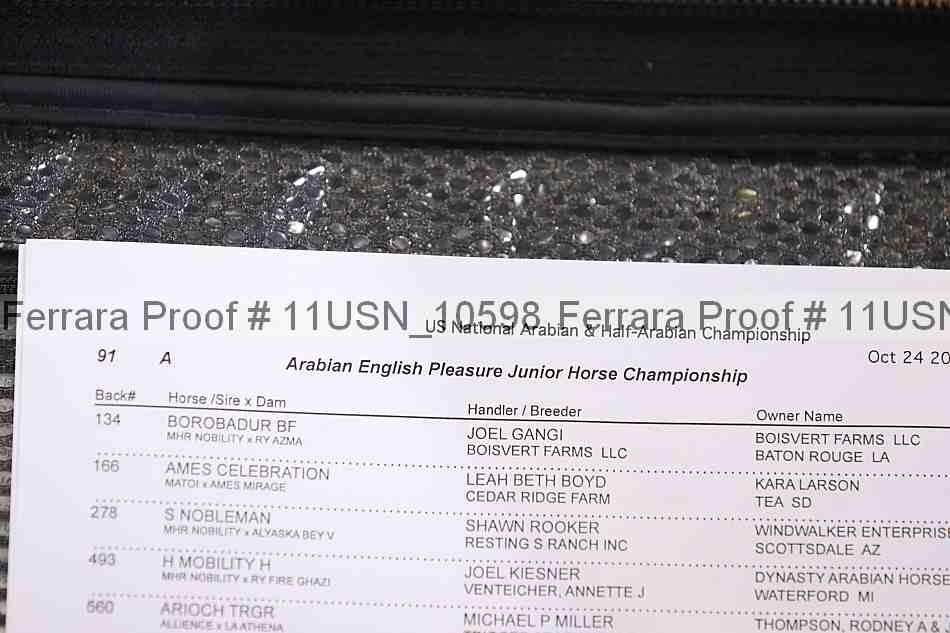 Ferrara Proof # 11USN_10598 Ferrara Proof # 11USN
US National Arabian & Half-Arabian Championship
91 A Oct 24 20
Arabian English Pleasure Junior Horse Championship
Back# Horse /Sire x Dam Handler / Breeder Owner Name
134 BOROBADUR BF JOEL GANGI BOISVERT FARMS LLC
MHR NOBILITY x RY AZMA BOISVERT FARMS LLC BATON ROUGE LA
166 AMES CELEBRATION LEAH BETH BOYD KARA LARSON
MATOI x AMES MIRAGE CEDAR RIDGE FARM TEA SD
278 S NOBLEMAN SHAWN ROOKER WINDWALKER ENTERPRISE
MHR NOBILITY x ALYASKA BEY V RESTING S RANCH INC SCOTTSDALE AZ
493 H MOBILITY H JOEL KIESNER DYNASTY ARABIAN HORSE
MHR NOBILITY x RY FIRE GHAZI VENTEICHER, ANNETTE J WATERFORD MI
560 ARIOCH TRGR MICHAEL P MILLER THOMPSON, RODNEY A &
ALLIENCE x LA ATHENA